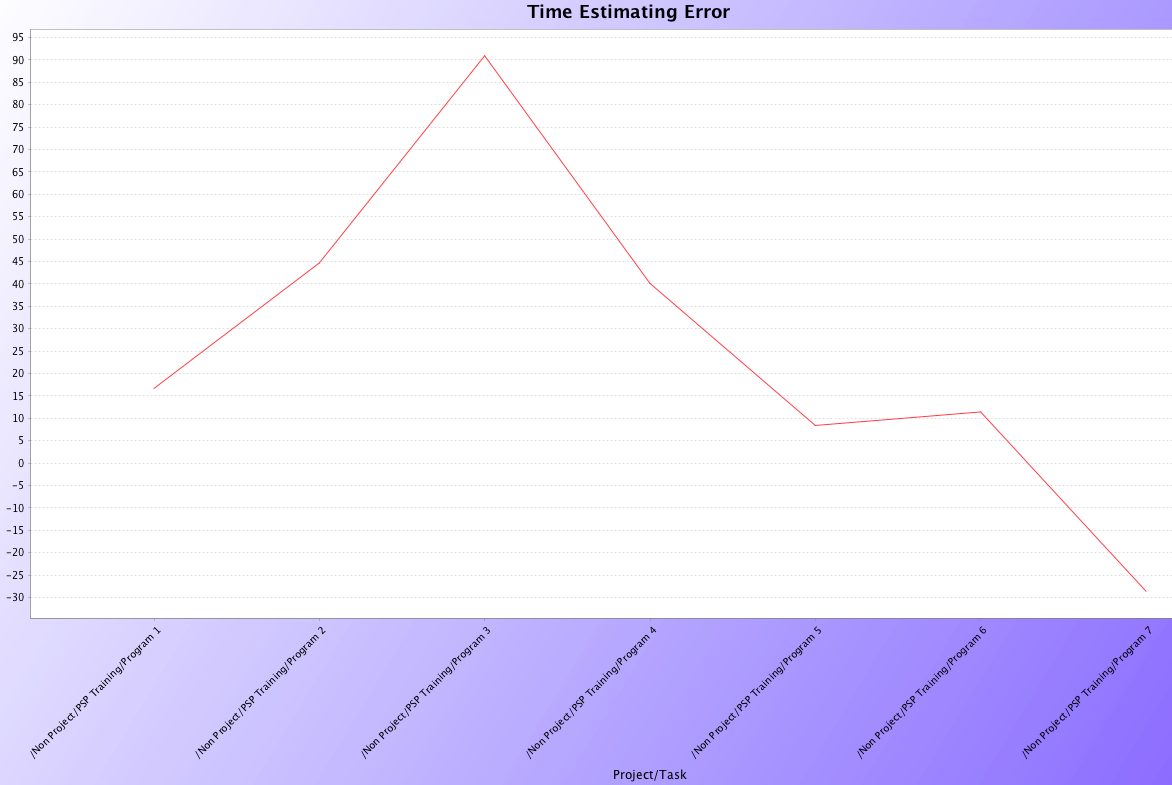 Time Estimating Error
95
90
85
80
75
70
65
60
55
50
45
40
35
30
25
20
15
10
5
0
-5
-10
-15
-20
-25
-30
/Non Project/PSP Training/Program 1
/Non Project/PSP Training/Program 2
/Non Project/PSP Training/Program 3
/Non Project/PSP Training/Program 4
/Non Project/PSP Training/Program 5
/Non Project/PSP Training/Program 6
/Non Project/PSP Training/Program 7
Project/Task